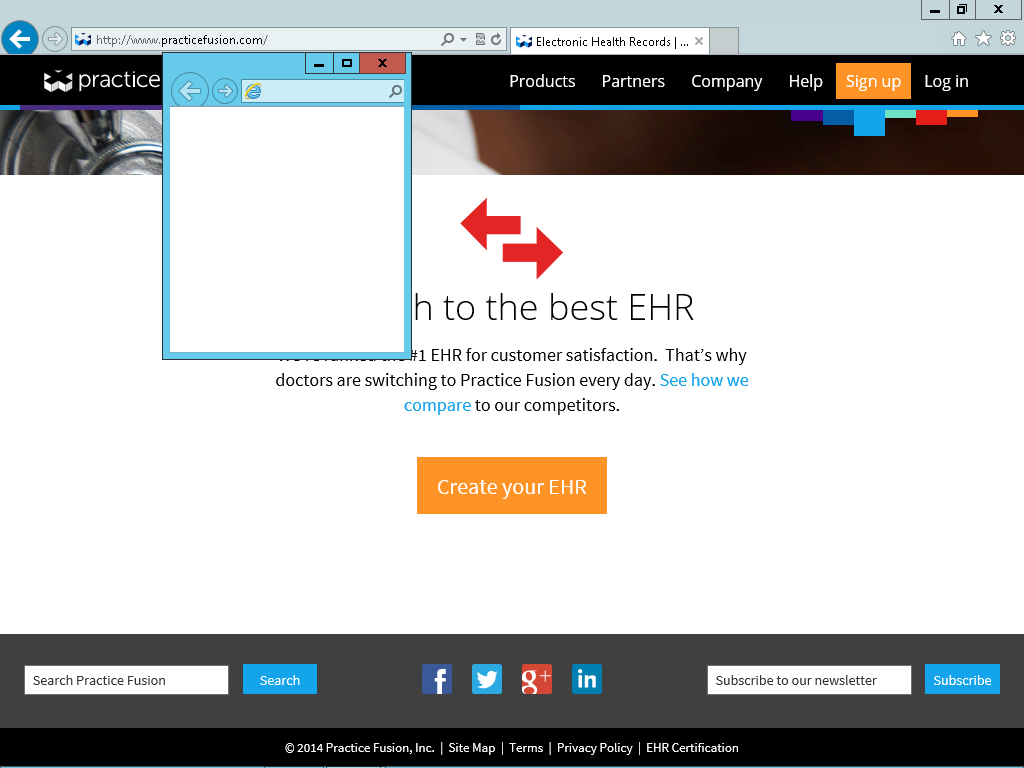 http://www.practicefusion.com/
Electronic Health Records | ...
practice
Products Partners Company Help Sign up Log in
h to the best EHR
#1 EHR for customer satisfaction. That's why
doctors are switching to Practice Fusion every day. See how we
compare to our competitors.
Create your EHR
Search Practice Fusion Search
f g+ in
Subscribe to our newsletter Subscribe
© 2014 Practice Fusion, Inc. | Site Map | Terms | Privacy Policy | EHR Certification